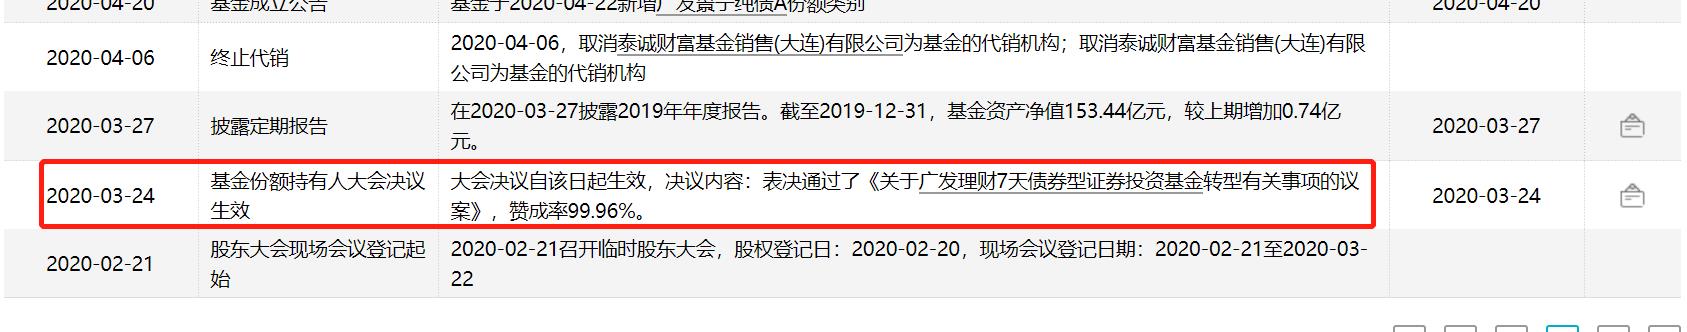 2020-04-20 基金成立公告 基金于2020-04-22新增广发景宁纯债A份额类别 2020-04-20
2020-04-06，取消泰诚财富基金销售(大连)有限公司为基金的代销机构；取消泰诚财富基金销售(大连)有限
2020-04-06 终止代销
公司为基金的代销机构
在2020-03-27披露2019年年度报告。截至2019-12-31，基金资产净值153.44亿元，较上期增加0.74亿
2020-03-27 披露定期报告 2020-03-27
元。
基金份额持有人大会决议 大会决议自该日起生效，决议内容：表决通过了《关于广发理财7天债券型证券投资基金转型有关事项的议
2020-03-24 2020-03-24
生效 案》，赞成率99.96%。
股东大会现场会议登记起 2020-02-21召开临时股东大会，股权登记日：2020-02-20，现场会议登记日期：2020-02-21至2020-03-
2020-02-21
始 22